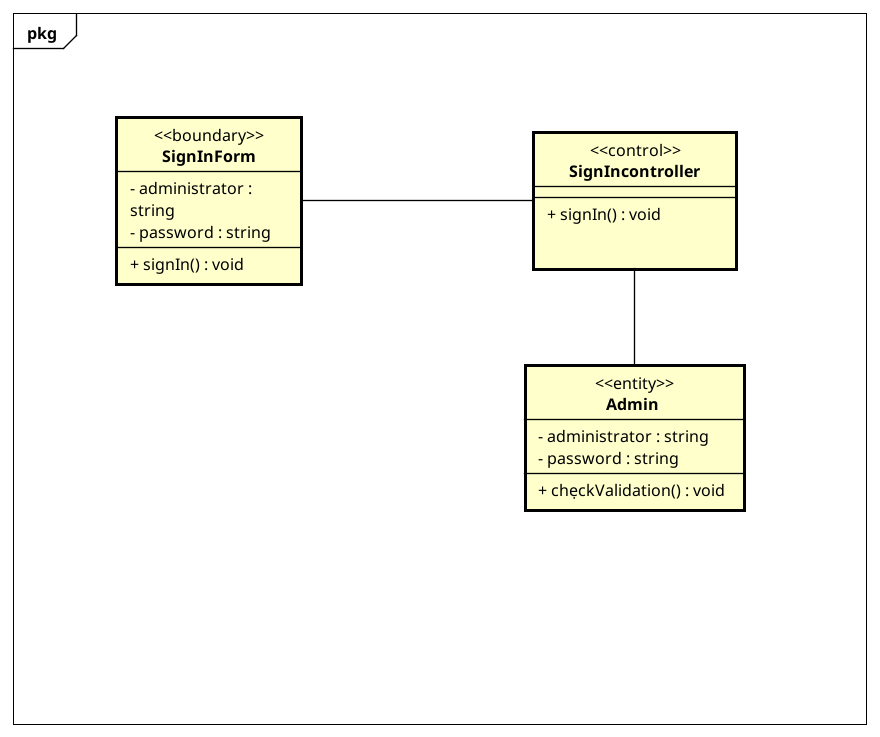 pkg
<<boundary>>
SignInForm
- administrator :
string
- password : string
+ signIn() : void
<<control>>
SignIncontroller
+ signIn() : void
<<entity>>
Admin
- administrator : string
- password : string
+ chẹckValidation() : void